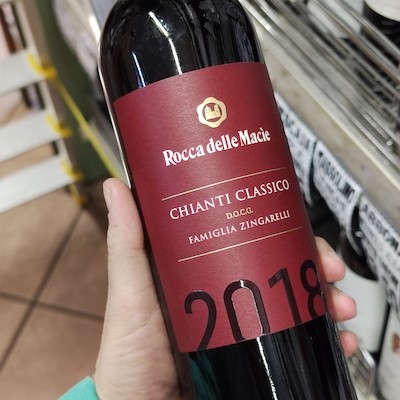 Rocca delle Macìe
CHIANTI CLASSICO
D.O.C.G.
FAMIGLIA ZINGARELLI
2018